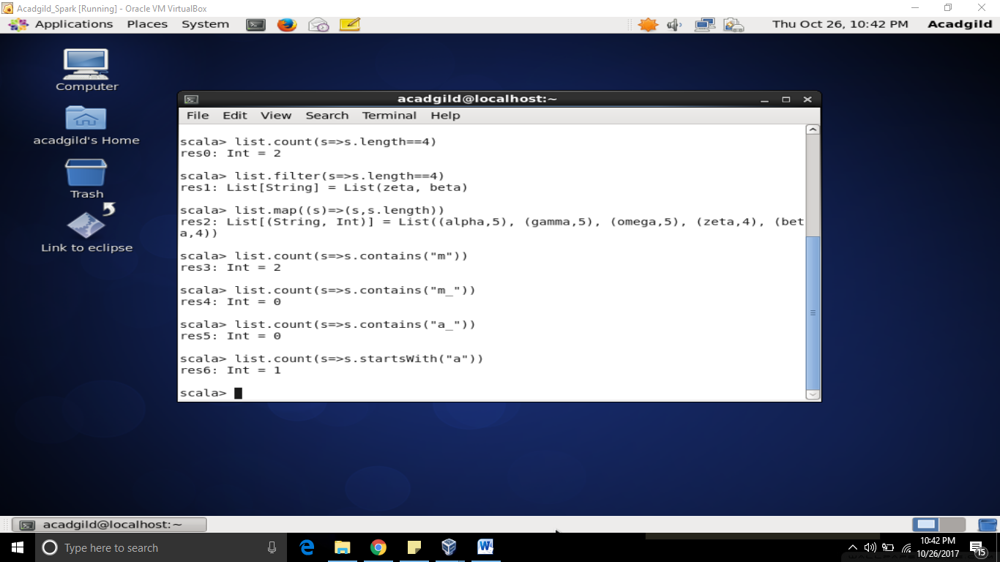 Acadgild_Spark [Running] - Oracle VM VirtualBox
Applications Places System Thu Oct 26, 10:42 PM Acadgild
Computer
acadgild's Home
Trash
Link to eclipse
acadgild@localhost:~
File Edit View Search Terminal Help
scala> list.count(s=>s.length==4)
res0: Int = 2
scala> list.filter(s=>s.length==4)
res1: List[String] = List(zeta, beta)
scala> list.map((s)=>(s,s.length))
res2: List[(String, Int)] = List((alpha,5), (gamma,5), (omega,5), (zeta,4), (bet
a,4))
scala> list.count(s=>s.contains("m"))
res3: Int = 2
scala> list.count(s=>s.contains("m_"))
res4: Int = 0
scala> list.count(s=>s.contains("a_"))
res5: Int = 0
scala> list.count(s=>s.startsWith("a"))
res6: Int = 1
scala>
acadgild@localhost:~
Type here to search
10:42 PM
10/26/2017
15